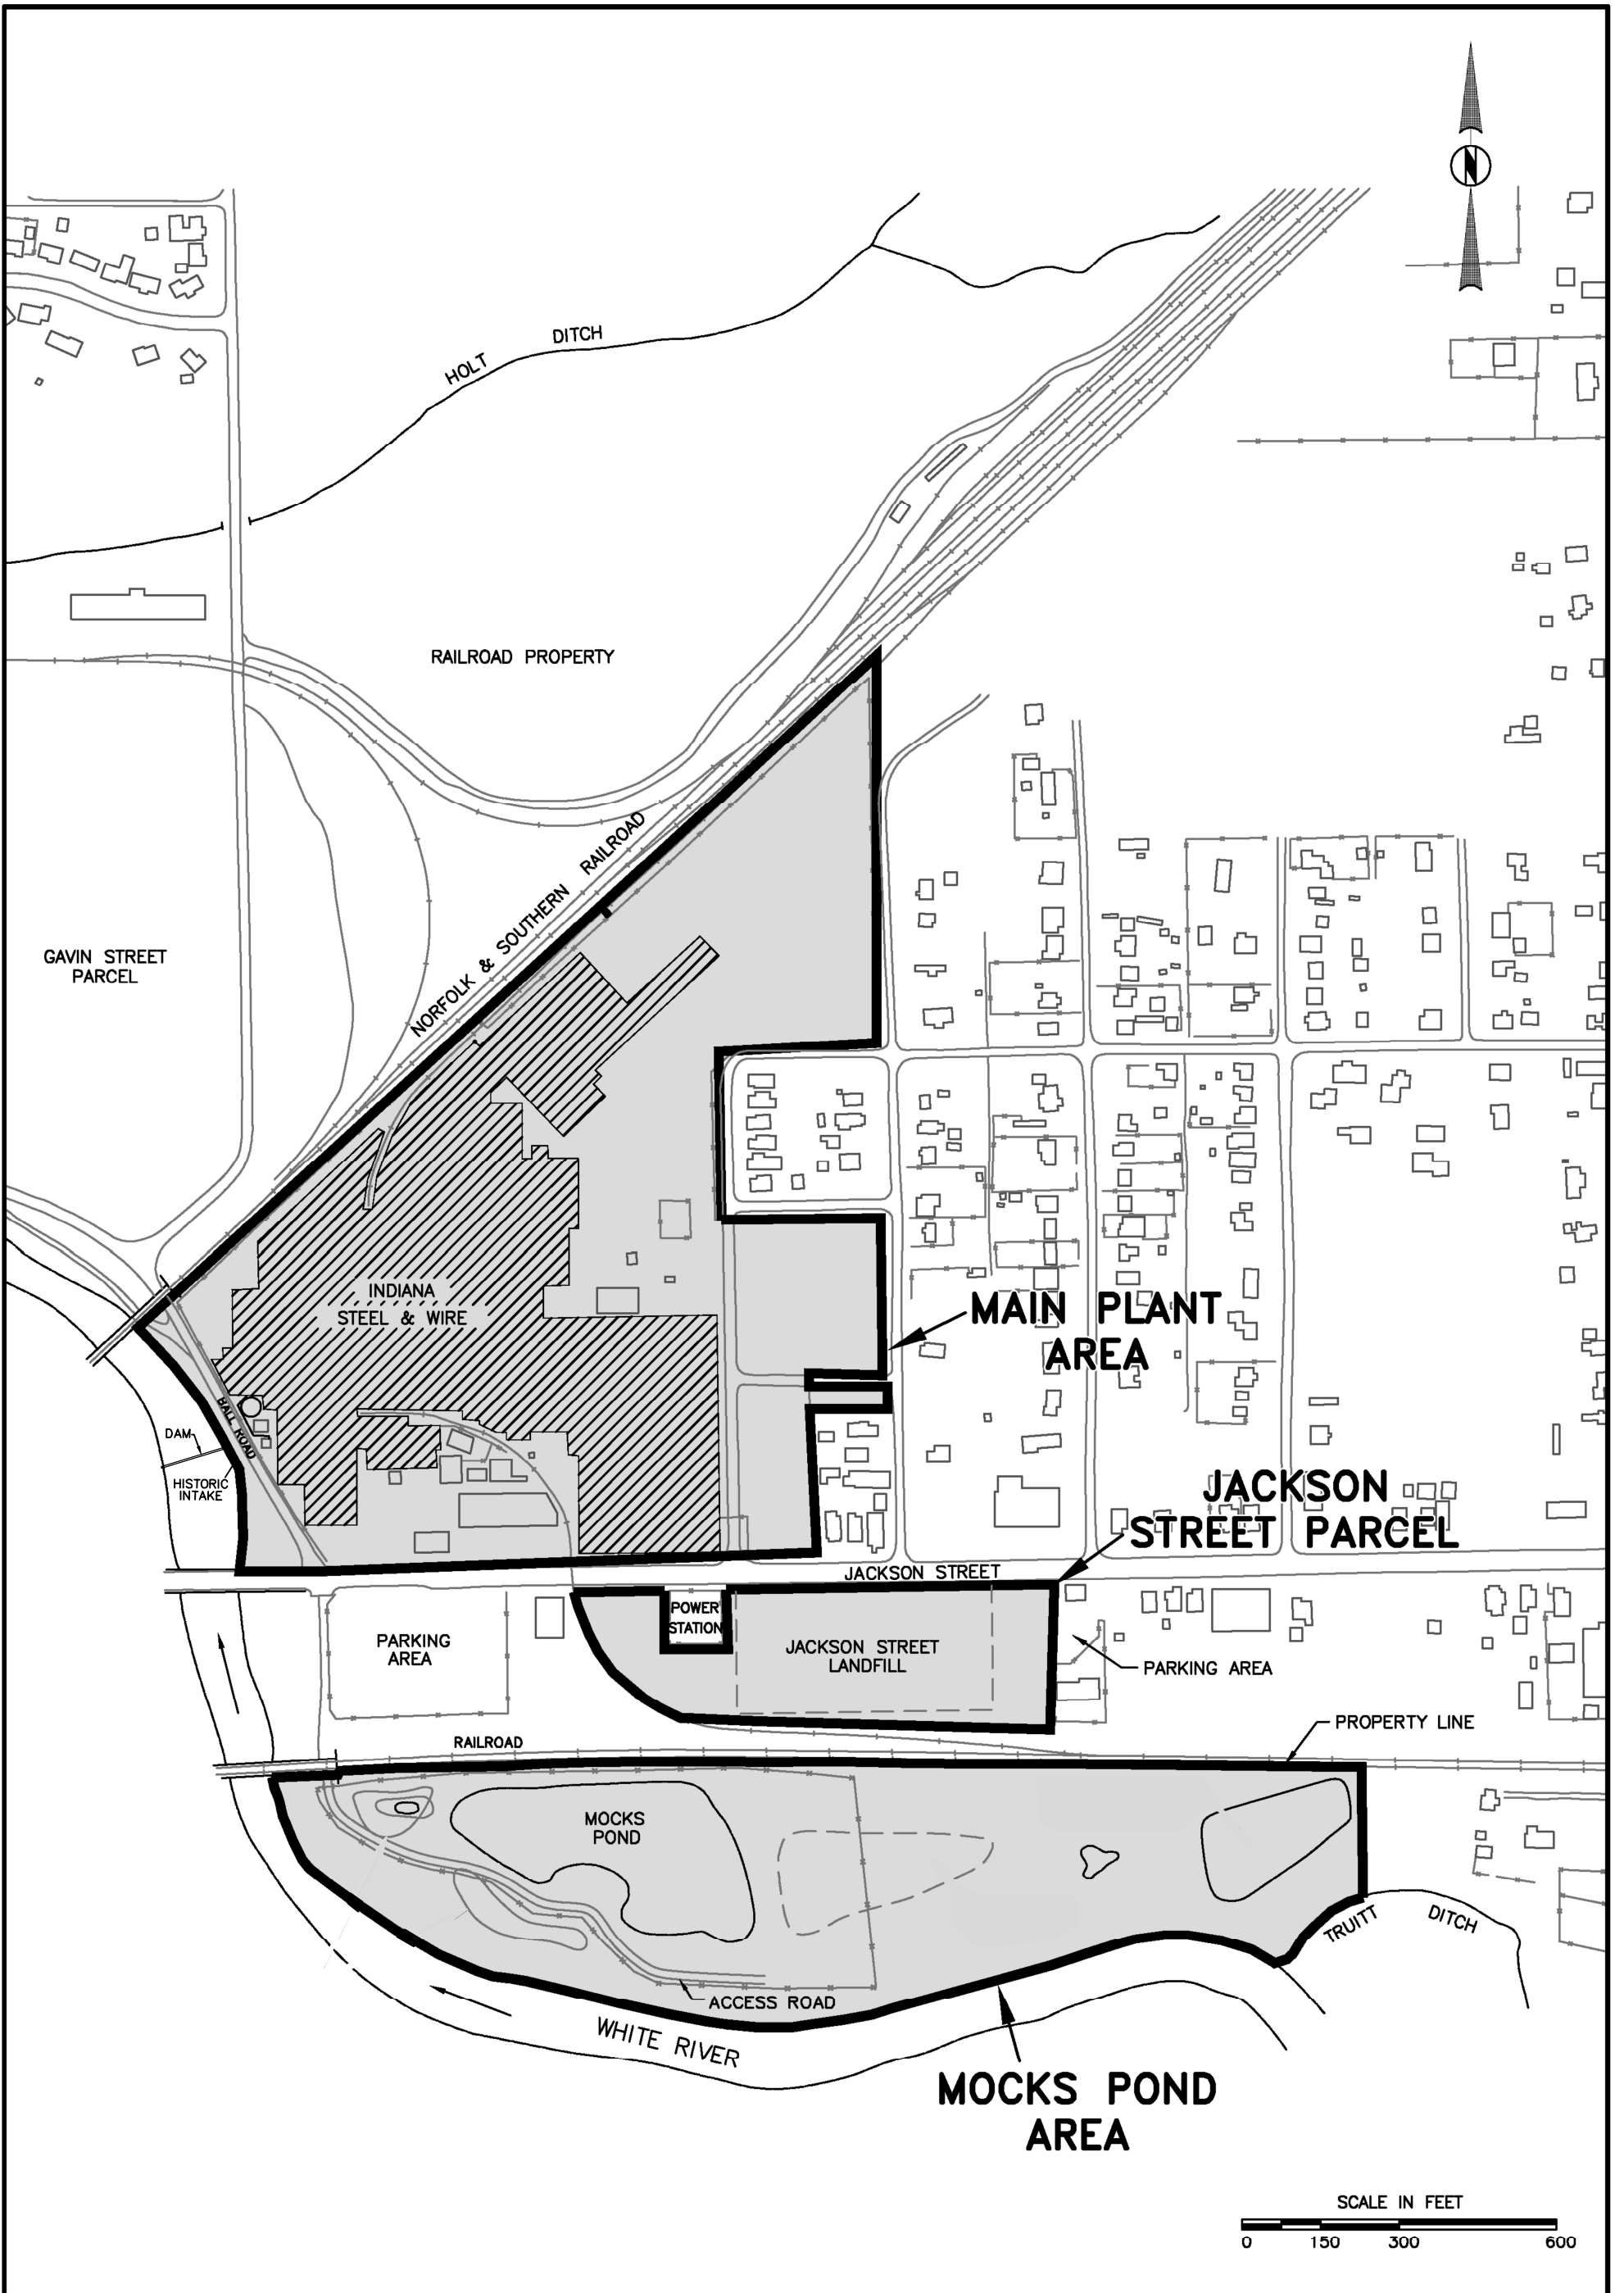 N
HOLT DITCH
RAILROAD PROPERTY
NORFOLK & SOUTHERN RAILROAD
GAVIN STREET
PARCEL
INDIANA
STEEL & WIRE
MAIN PLANT
AREA
BALL ROAD
DAM
HISTORIC
INTAKE
JACKSON
STREET PARCEL
JACKSON STREET
POWER
STATION
PARKING
AREA
JACKSON STREET
LANDFILL
PARKING AREA
PROPERTY LINE
RAILROAD
MOCKS
POND
TRUITT DITCH
ACCESS ROAD
WHITE RIVER
MOCKS POND
AREA
SCALE IN FEET
0 150 300 600